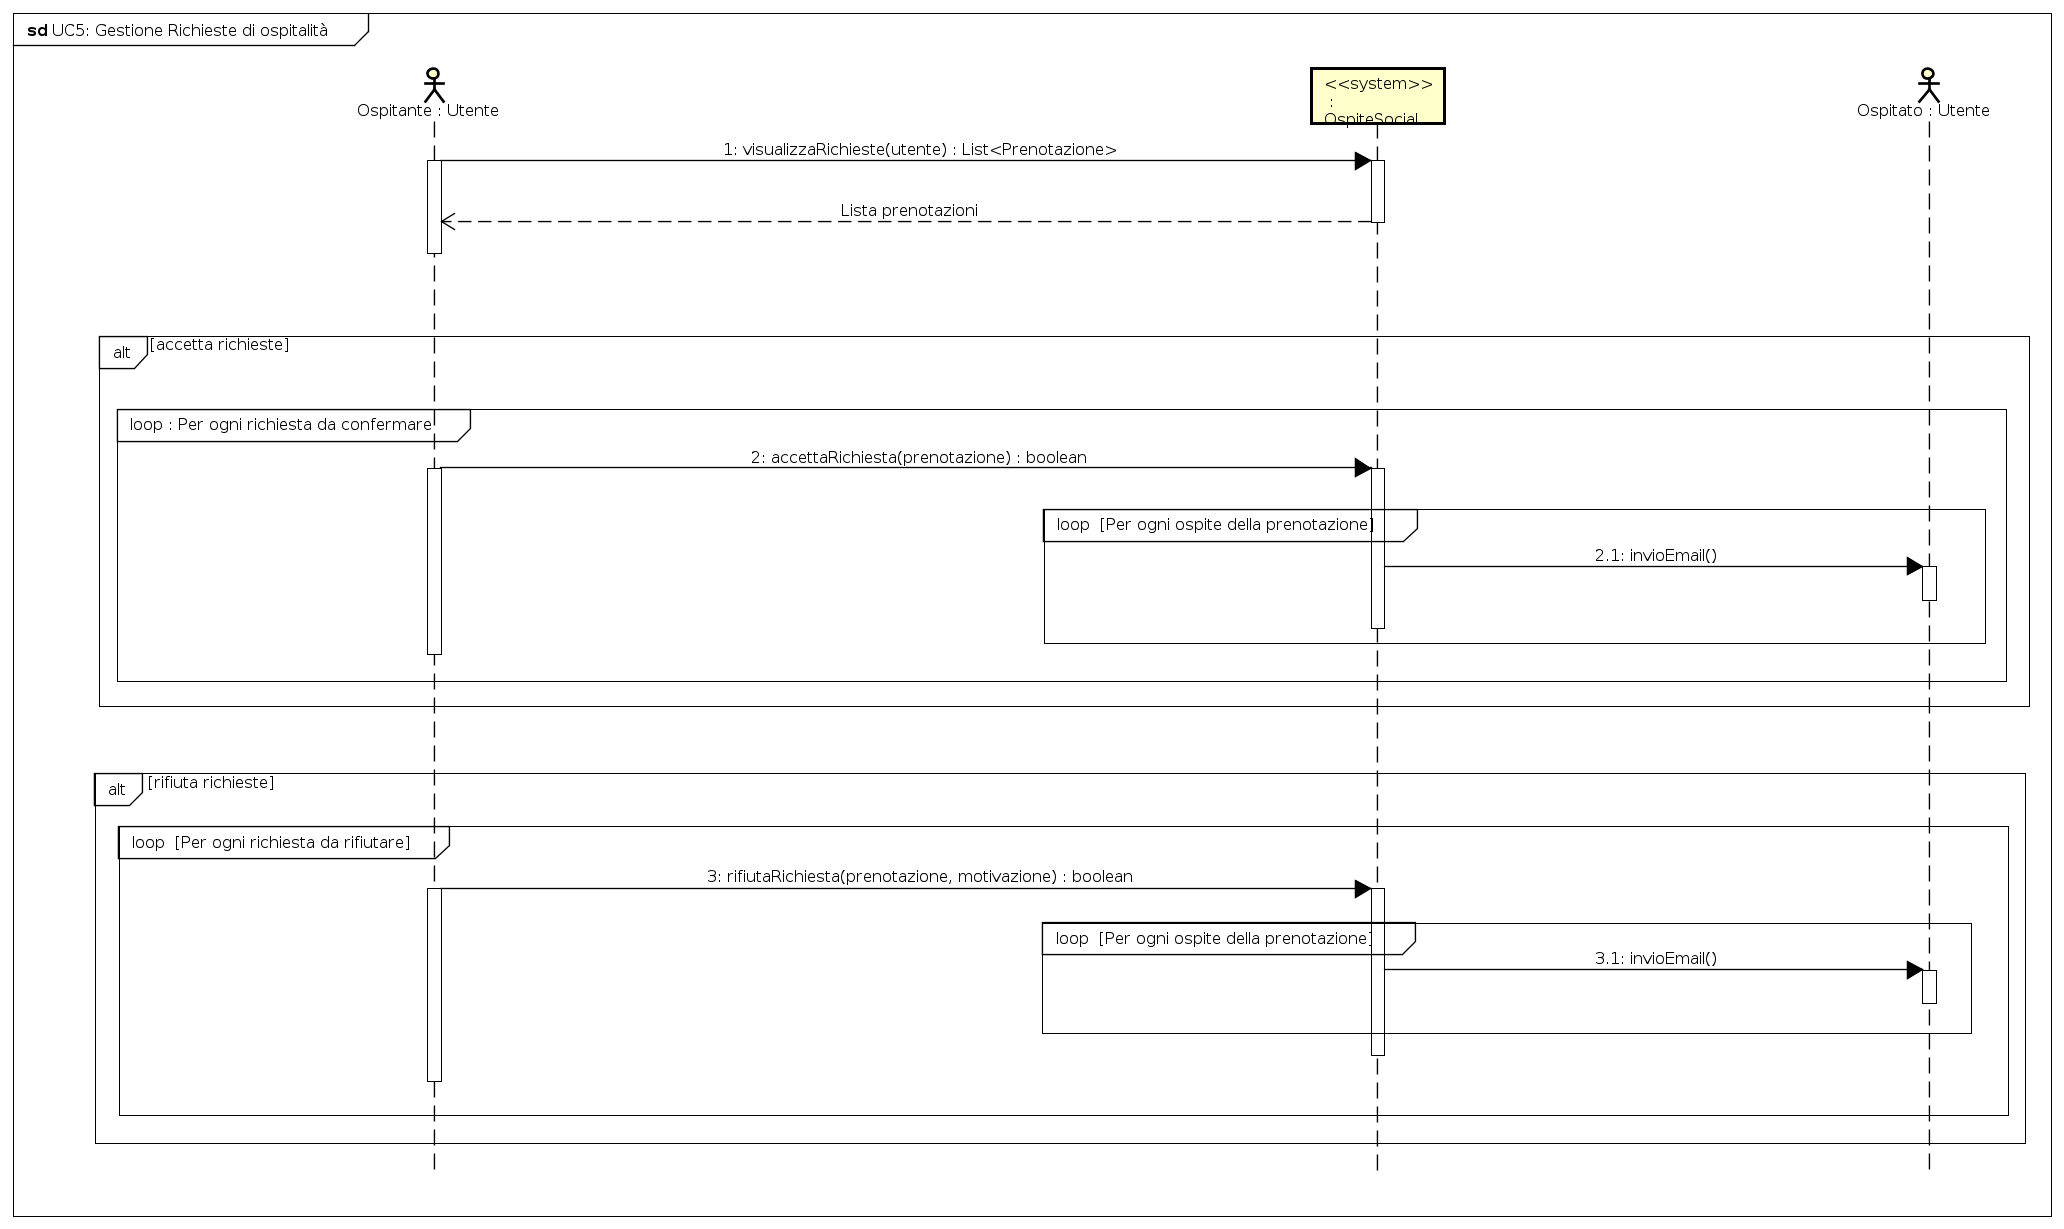 sd UC5: Gestione Richieste di ospitalità
Ospitante : Utente
<<system>>
:
OspiteSocial
Ospitato : Utente
1: visualizzaRichieste(utente) : List<Prenotazione>
Lista prenotazioni
alt [accetta richieste]
loop : Per ogni richiesta da confermare
2: accettaRichiesta(prenotazione) : boolean
loop [Per ogni ospite della prenotazione]
2.1: invioEmail()
alt [rifiuta richieste]
loop [Per ogni richiesta da rifiutare]
3: rifiutaRichiesta(prenotazione, motivazione) : boolean
loop [Per ogni ospite della prenotazione]
3.1: invioEmail()